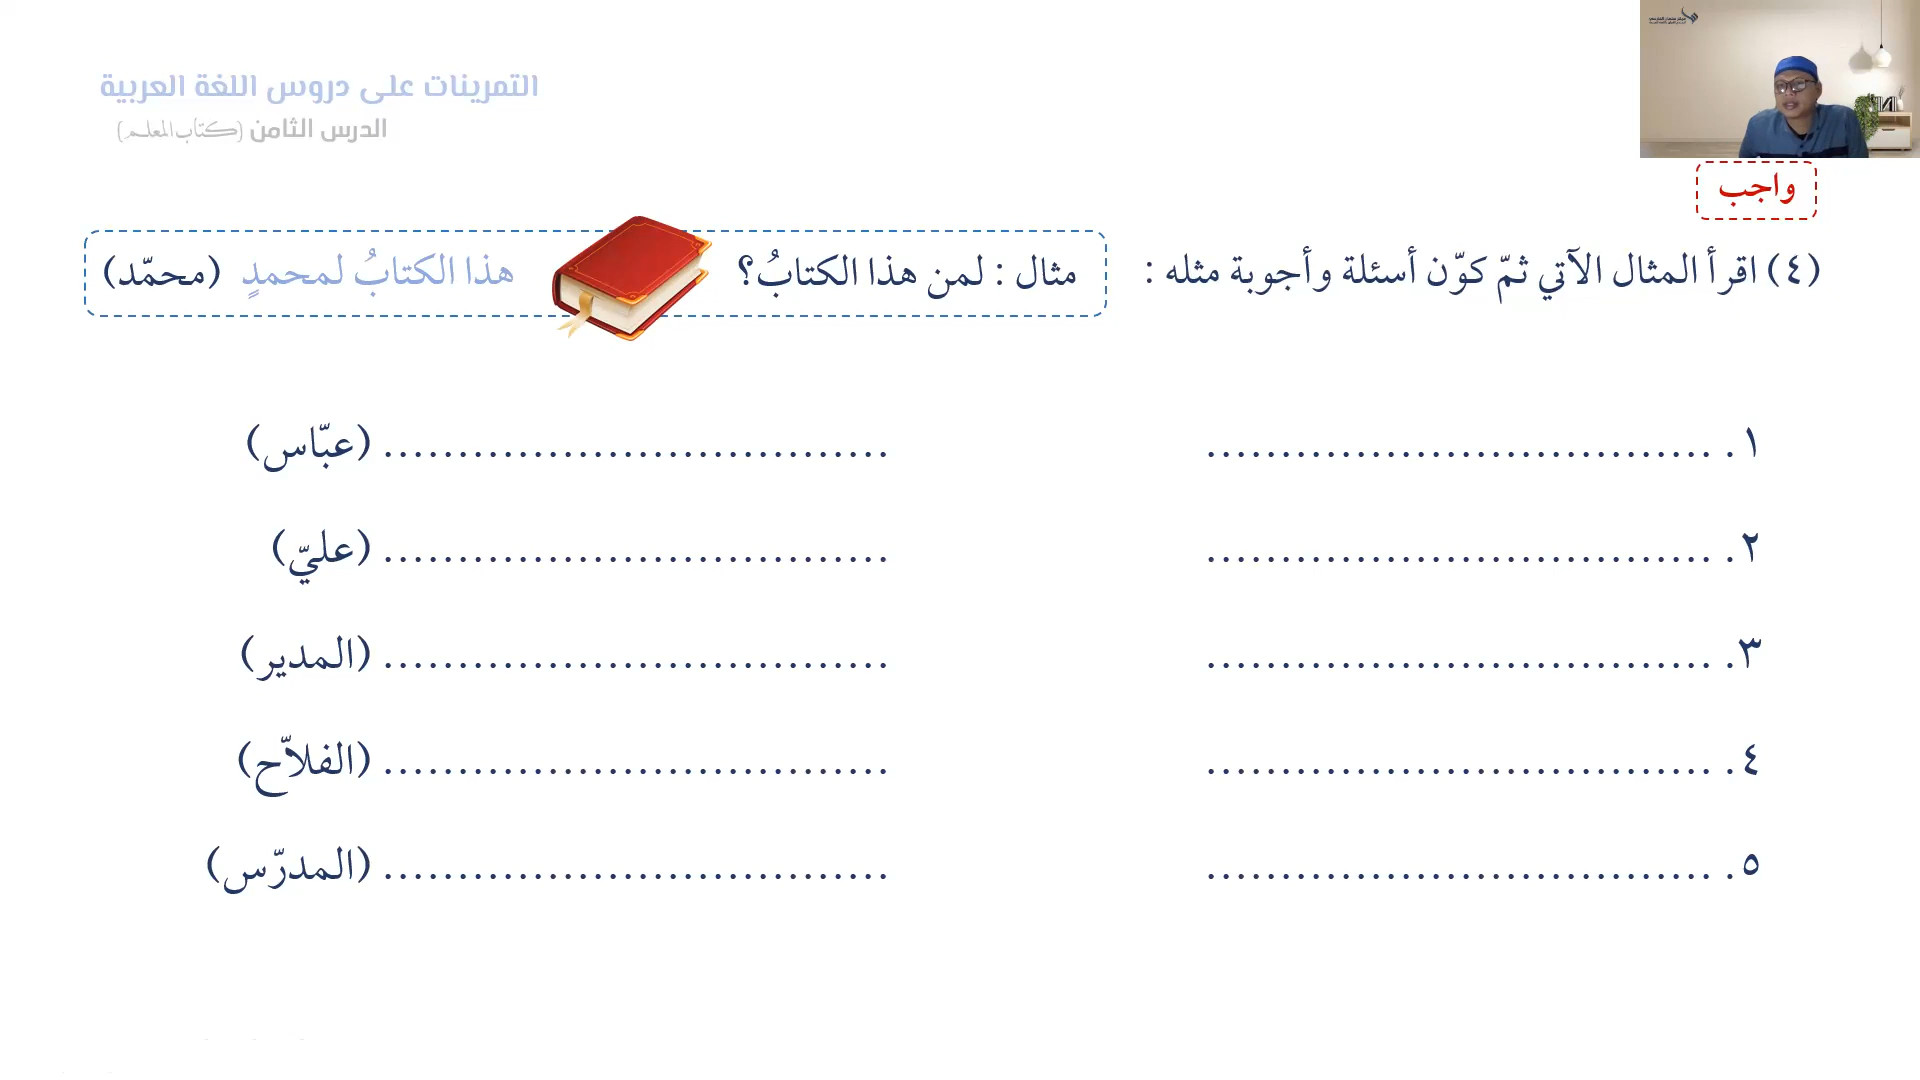 التمرينات على دروس اللغة العربية
الدرس الثامن (كتاب المعلم)
واجب
(٤) اقرأ المثال الآتي ثمّ كوّن أسئلة وأجوبة مثله :
مثال : لمن هذا الكتابُ؟ هذا الكتابُ لمحمدٍ (محمّد)
١. .................................. .................................. (عبّاس)
٢. .................................. .................................. (عليّ)
٣. .................................. .................................. (المدير)
٤. .................................. .................................. (الفلاّح)
٥. .................................. .................................. (المدرّس)